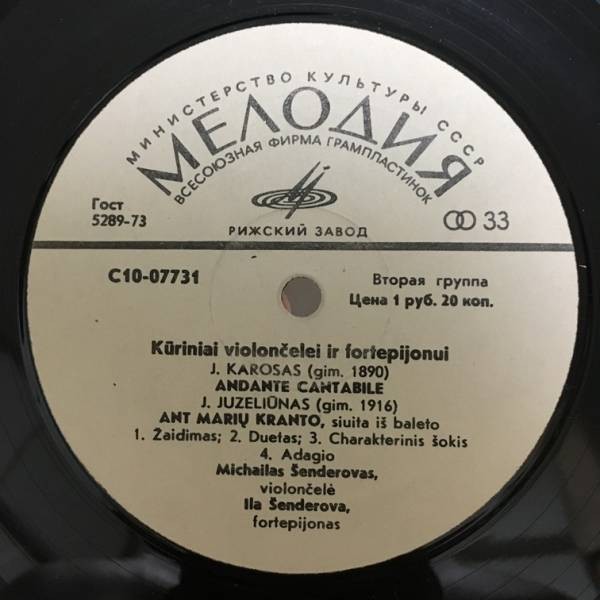 МИНИСТЕРСТВО КУЛЬТУРЫ СССР
МЕЛОДИЯ
ВСЕСОЮЗНАЯ ФИРМА ГРАМПЛАСТИНОК
Гост
5289-73
РИЖСКИЙ ЗАВОД
33
С10-07731
Вторая группа
Цена 1 руб. 20 коп.
Kūriniai violončelei ir fortepijonui
J. KAROSAS (gim. 1890)
ANDANTE CANTABILE
J. JUZELIŪNAS (gim. 1916)
ANT MARIŲ KRANTO, siuita iš baleto
1. Žaidimas; 2. Duetas; 3. Charakterinis šokis
4. Adagio
Michailas Šenderovas,
violončelė
Ila Šenderova,
fortepijonas